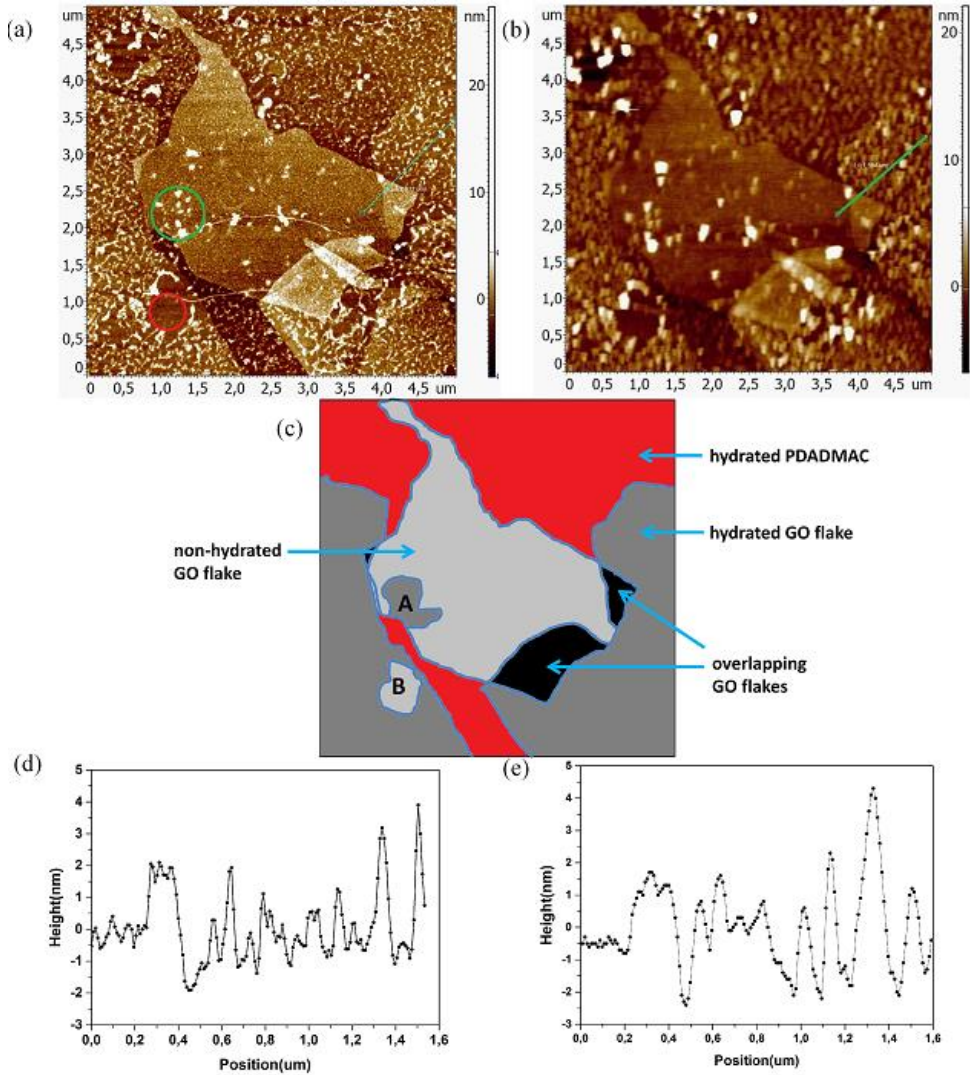 (a)
um
4,5
4,0
3,5
3,0
2,5
2,0
1,5
1,0
0,5
0
0 0,5 1,0 1,5 2,0 2,5 3,0 um 4,0 4,5
nm
20
10
0
(b)
um
4,5
4,0
3,5
3,0
2,5
2,0
1,5
1,0
0,5
0
0 0,5 1,0 1,5 2,0 2,5 3,0 um 4,0 4,5
nm
20
10
0
(c)
hydrated PDADMAC
hydrated GO flake
non-hydrated
GO flake
A
B
overlapping
GO flakes
(d)
Height(nm)
5
4
3
2
1
0
-1
-2
-3
0,0 0,2 0,4 0,6 0,8 1,0 1,2 1,4 1,6
Position(um)
(e)
Height(nm)
5
4
3
2
1
0
-1
-2
-3
0,0 0,2 0,4 0,6 0,8 1,0 1,2 1,4 1,6
Position(um)